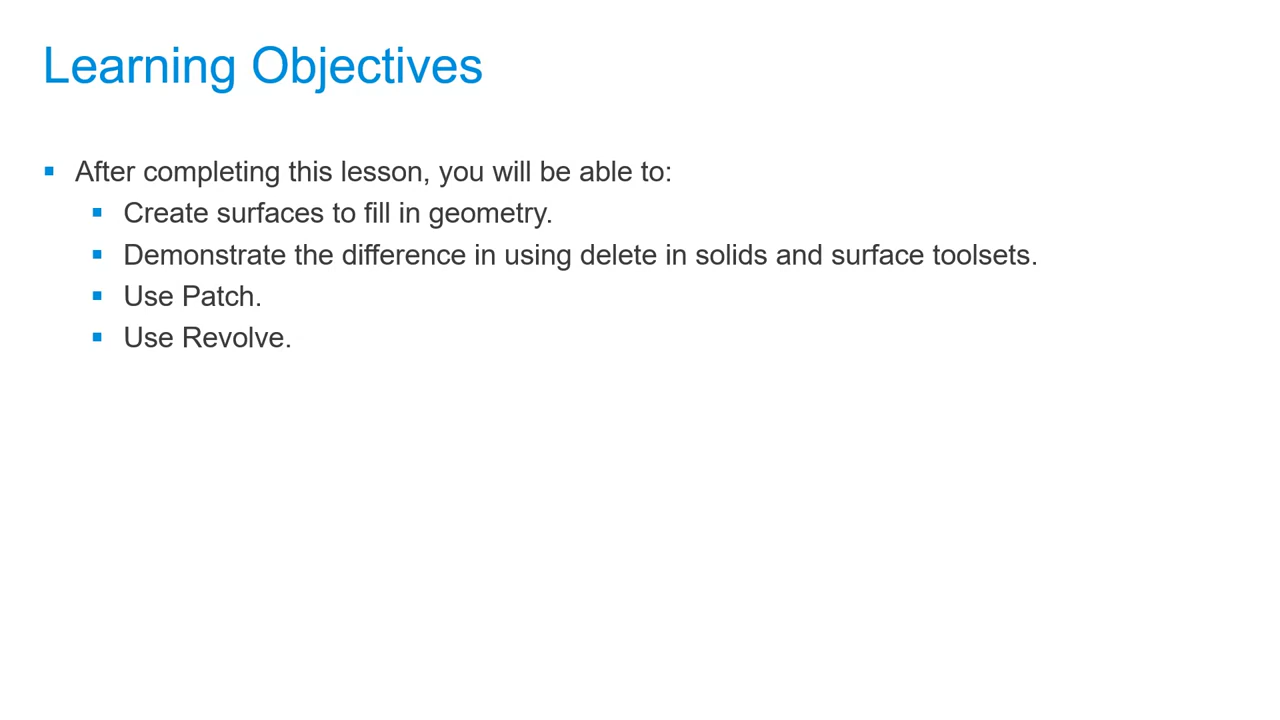 Learning Objectives
After completing this lesson, you will be able to:
Create surfaces to fill in geometry.
Demonstrate the difference in using delete in solids and surface toolsets.
Use Patch.
Use Revolve.